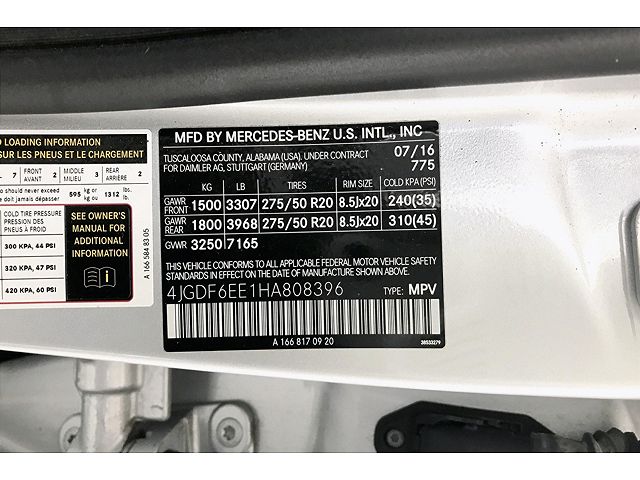 D LOADING INFORMATION
SUR LES PNEUS ET LE CHARGEMENT
7 FRONT AVANT 2 MIDDLE MILIEU 3 REAR ARRIÈRE 2
o should never exceed
e doit jamais dépasser
595 kg or kg ou 1312 lbs. or lb.
COLD TIRE PRESSURE
PRESSION DES PNEUS À FROID
300 KPA, 44 PSI
320 KPA, 47 PSI
420 KPA, 60 PSI
SEE OWNER'S
MANUAL FOR
ADDITIONAL
INFORMATION
A 166 584 83 05
MFD BY MERCEDES-BENZ U.S. INTL., INC
TUSCALOOSA COUNTY, ALABAMA (USA). UNDER CONTRACT 07/16
FOR DAIMLER AG, STUTTGART (GERMANY) 775
KG LB TIRES RIM SIZE COLD KPA (PSI)
GAWR FRONT 1500 3307 275/50 R20 8.5Jx20 240(35)
GAWR REAR 1800 3968 275/50 R20 8.5Jx20 310(45)
GVWR 3250 7165
THIS VEHICLE CONFORMS TO ALL APPLICABLE FEDERAL MOTOR VEHICLE SAFETY
STANDARDS IN EFFECT ON THE DATE OF MANUFACTURE SHOWN ABOVE.
4JGDF6EE1HA808396 TYPE: MPV
A 166 817 09 20 38533279